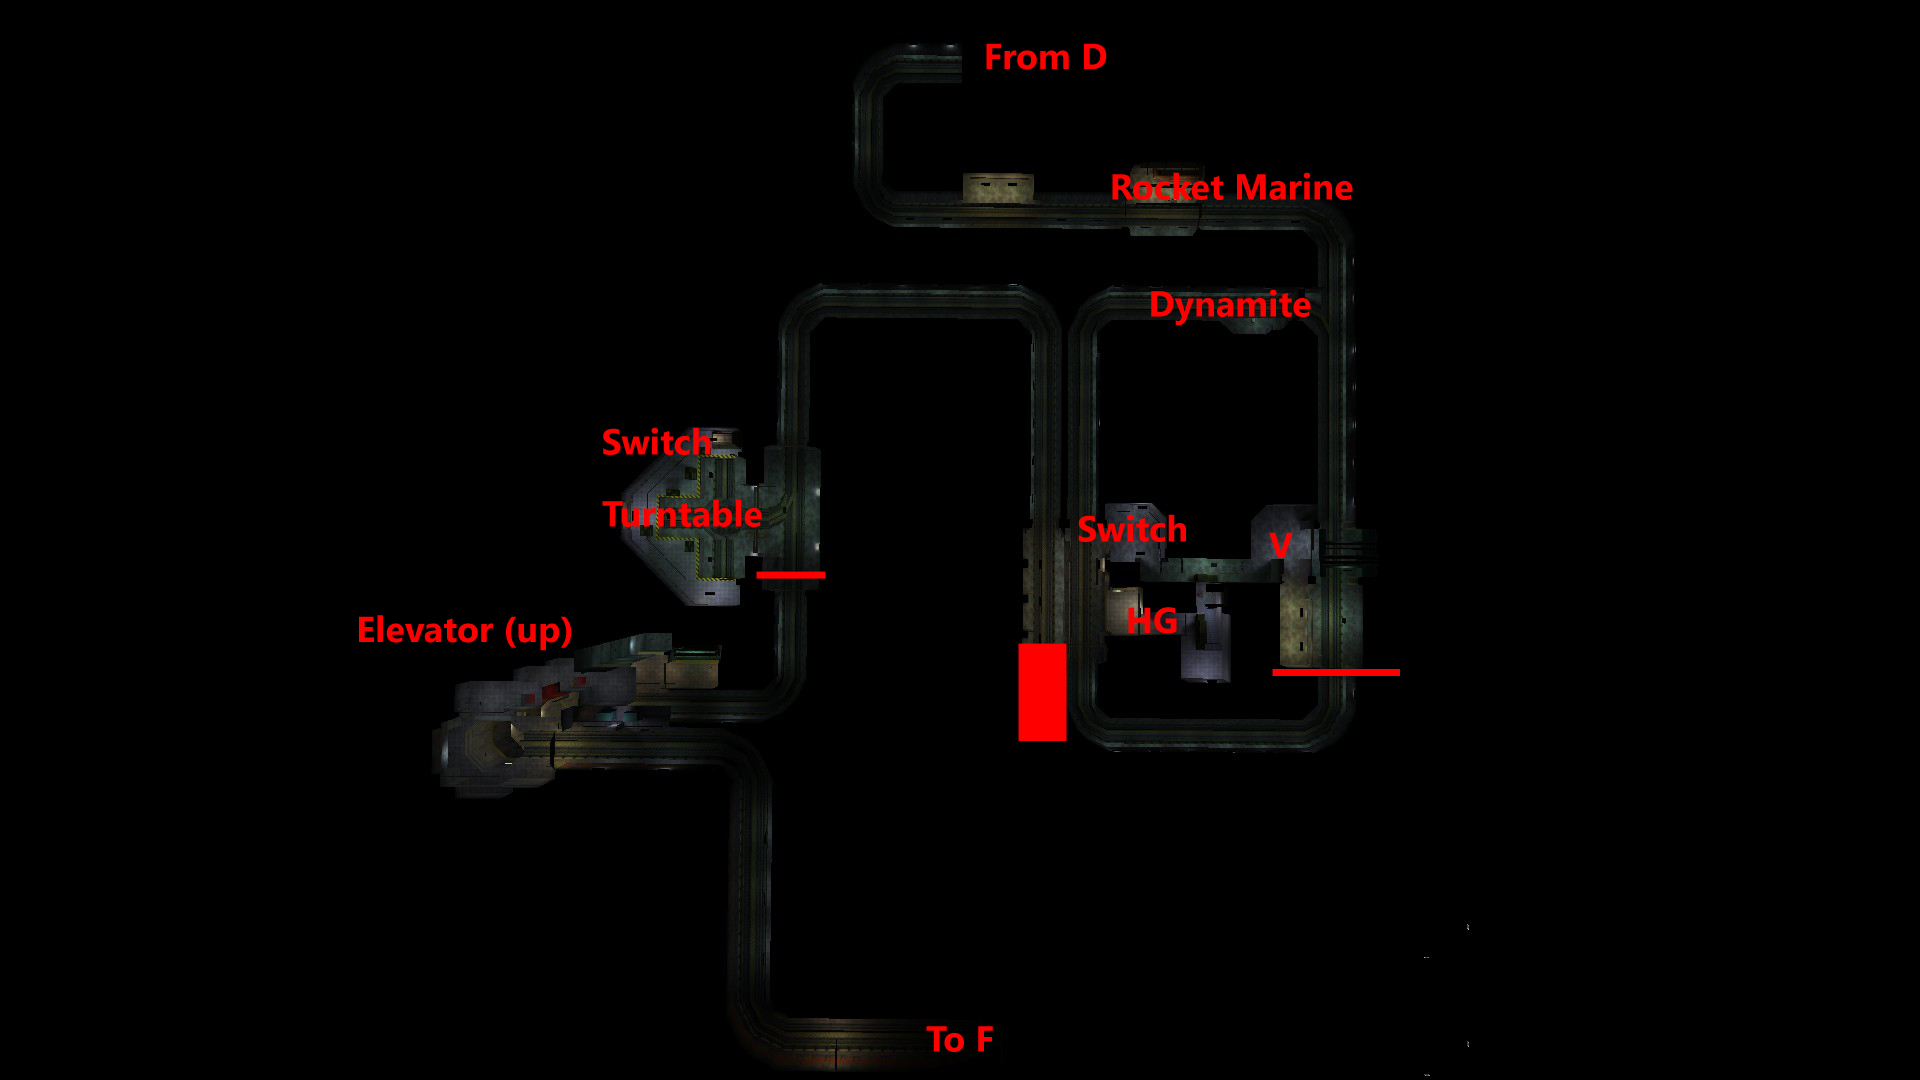 From D
Rocket Marine
Dynamite
Switch
Turntable
Switch
V
HG
Elevator (up)
To F